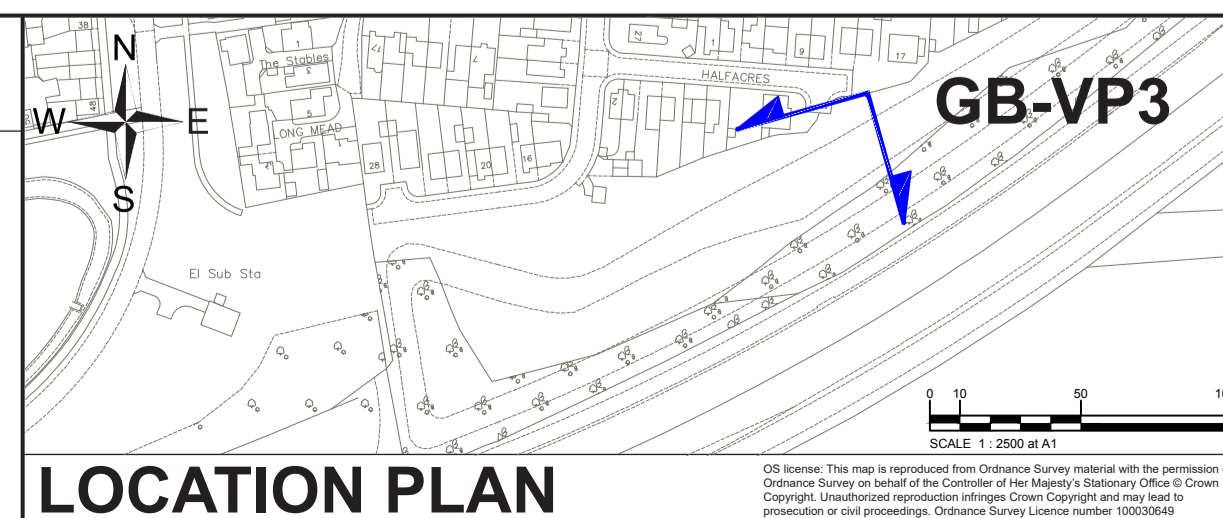 38
17
27
1
9
17
N
The Stables
1
3
7
HALFACRES
GB-VP3
48
2
W
E
5
LONG MEAD
28
20
16
S
El Sub Sta
0 10 50
SCALE 1 : 2500 at A1
LOCATION PLAN
OS license: This map is reproduced from Ordnance Survey material with the permission
Ordnance Survey on behalf of the Controller of Her Majesty's Stationary Office © Crown
Copyright. Unauthorized reproduction infringes Crown Copyright and may lead to
prosecution or civil proceedings. Ordnance Survey Licence number 100030649